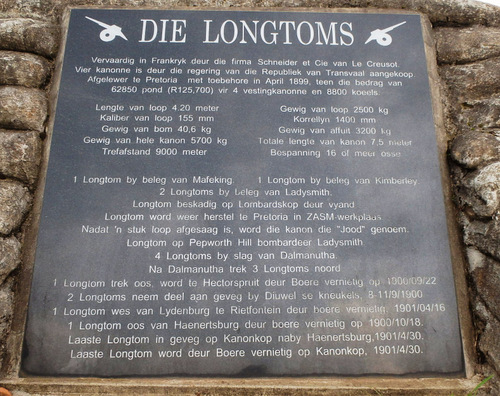 DIE LONGTOMS
Vervaardig in Frankryk deur die firma Schneider et Cie van Le Creusot.
Vier kanonne is deur die regering van die Republiek van Transvaal aangekoop
Afgelewer te Pretoria met toebehore in April 1899, teen die bedrag van
62850 pond (R125,700) vir 4 vestingkanonne en 8800 koeels.
Lengte van loop 4.20 meter
Kaliber van loop 155 mm
Gewig van bom 40,6 kg
Gewig van hele kanon 5700 kg
Trefafstand 9000 meter
Gewig van loop 2500 kg
Korrellyn 1400 mm
Gewig van affuit 3200 kg
Totale lengte van kanon 7,5 meter
Bespanning 16 of meer osse
1 Longtom by beleg van Mafeking. 1 Longtom by beleg van Kimberley
2 Longtoms by beleg van Ladysmith.
Longtom beskadig op Lombardskop deur vyand
Longtom word weer herstel te Pretoria in ZASM-werkplaas
Nadat 'n stuk loop afgesaag is, word die kanon die "Jood" genoem.
Longtom op Pepworth Hill bombardeer Ladysmith
4 Longtoms by slag van Dalmanutha.
Na Dalmanutha trek 3 Longtoms noord
1 Longtom trek oos, word te Hectorspruit deur Boere vernietig op 1900/09/22
2 Longtoms neem deel aan geveg by Diuwel se kneukels, 8-11/9/1900
1 Longtom wes van Lydenburg te Rietfontein deur boere vernietig, 1901/04/16
1 Longtom oos van Haenertsburg deur boere vernietig op 1900/10/18.
Laaste Longtom in geveg op Kanonkop naby Haenertsburg,1901/4/30.
Laaste Longtom word deur Boere vernietig op Kanonkop, 1901/4/30.